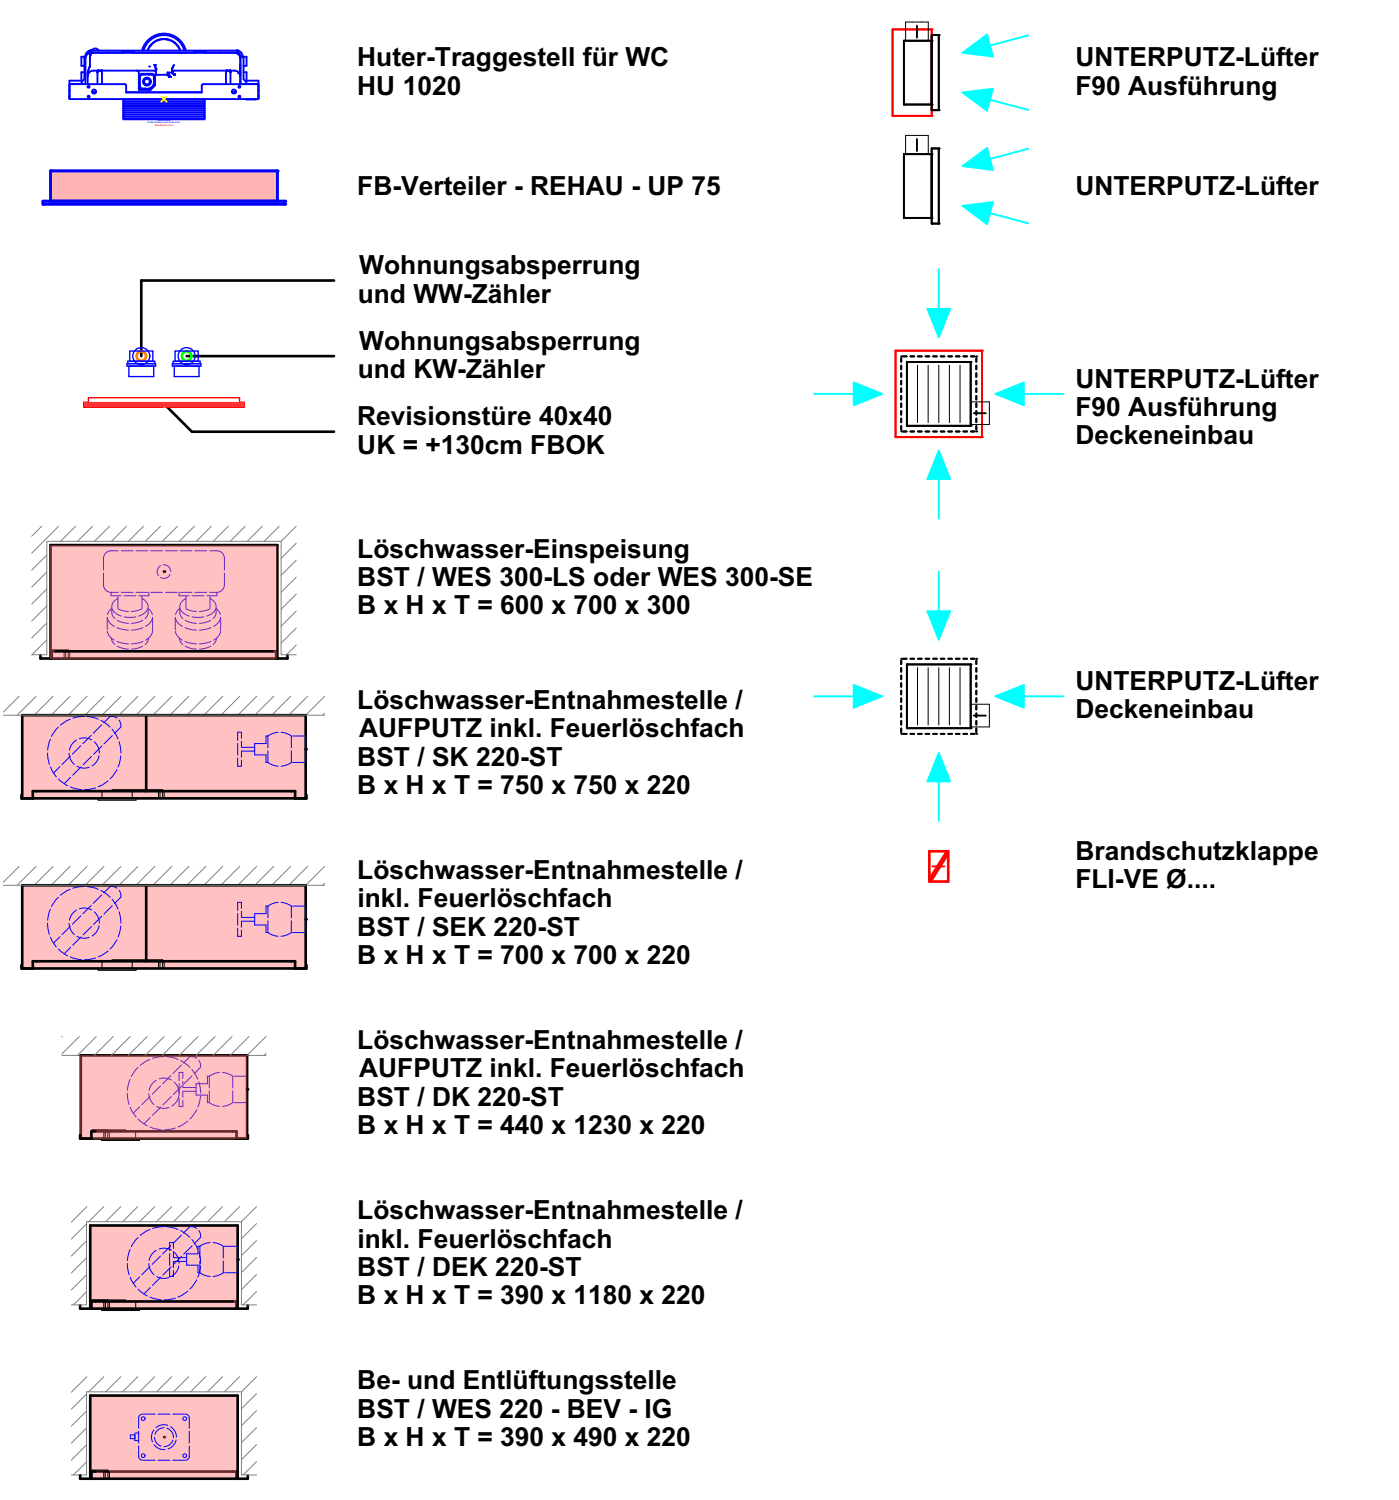 Huter-Traggestell für WC
HU 1020
FB-Verteiler - REHAU - UP 75
Wohnungsabsperrung
und WW-Zähler
Wohnungsabsperrung
und KW-Zähler
Revisionstüre 40x40
UK = +130cm FBOK
Löschwasser-Einspeisung
BST / WES 300-LS oder WES 300-SE
B x H x T = 600 x 700 x 300
Löschwasser-Entnahmestelle /
AUFPUTZ inkl. Feuerlöschfach
BST / SK 220-ST
B x H x T = 750 x 750 x 220
Löschwasser-Entnahmestelle /
inkl. Feuerlöschfach
BST / SEK 220-ST
B x H x T = 700 x 700 x 220
Löschwasser-Entnahmestelle /
AUFPUTZ inkl. Feuerlöschfach
BST / DK 220-ST
B x H x T = 440 x 1230 x 220
Löschwasser-Entnahmestelle /
inkl. Feuerlöschfach
BST / DEK 220-ST
B x H x T = 390 x 1180 x 220
Be- und Entlüftungsstelle
BST / WES 220 - BEV - IG
B x H x T = 390 x 490 x 220
UNTERPUTZ-Lüfter
F90 Ausführung
UNTERPUTZ-Lüfter
UNTERPUTZ-Lüfter
F90 Ausführung
Deckeneinbau
UNTERPUTZ-Lüfter
Deckeneinbau
Brandschutzklappe
FLI-VE Ø....